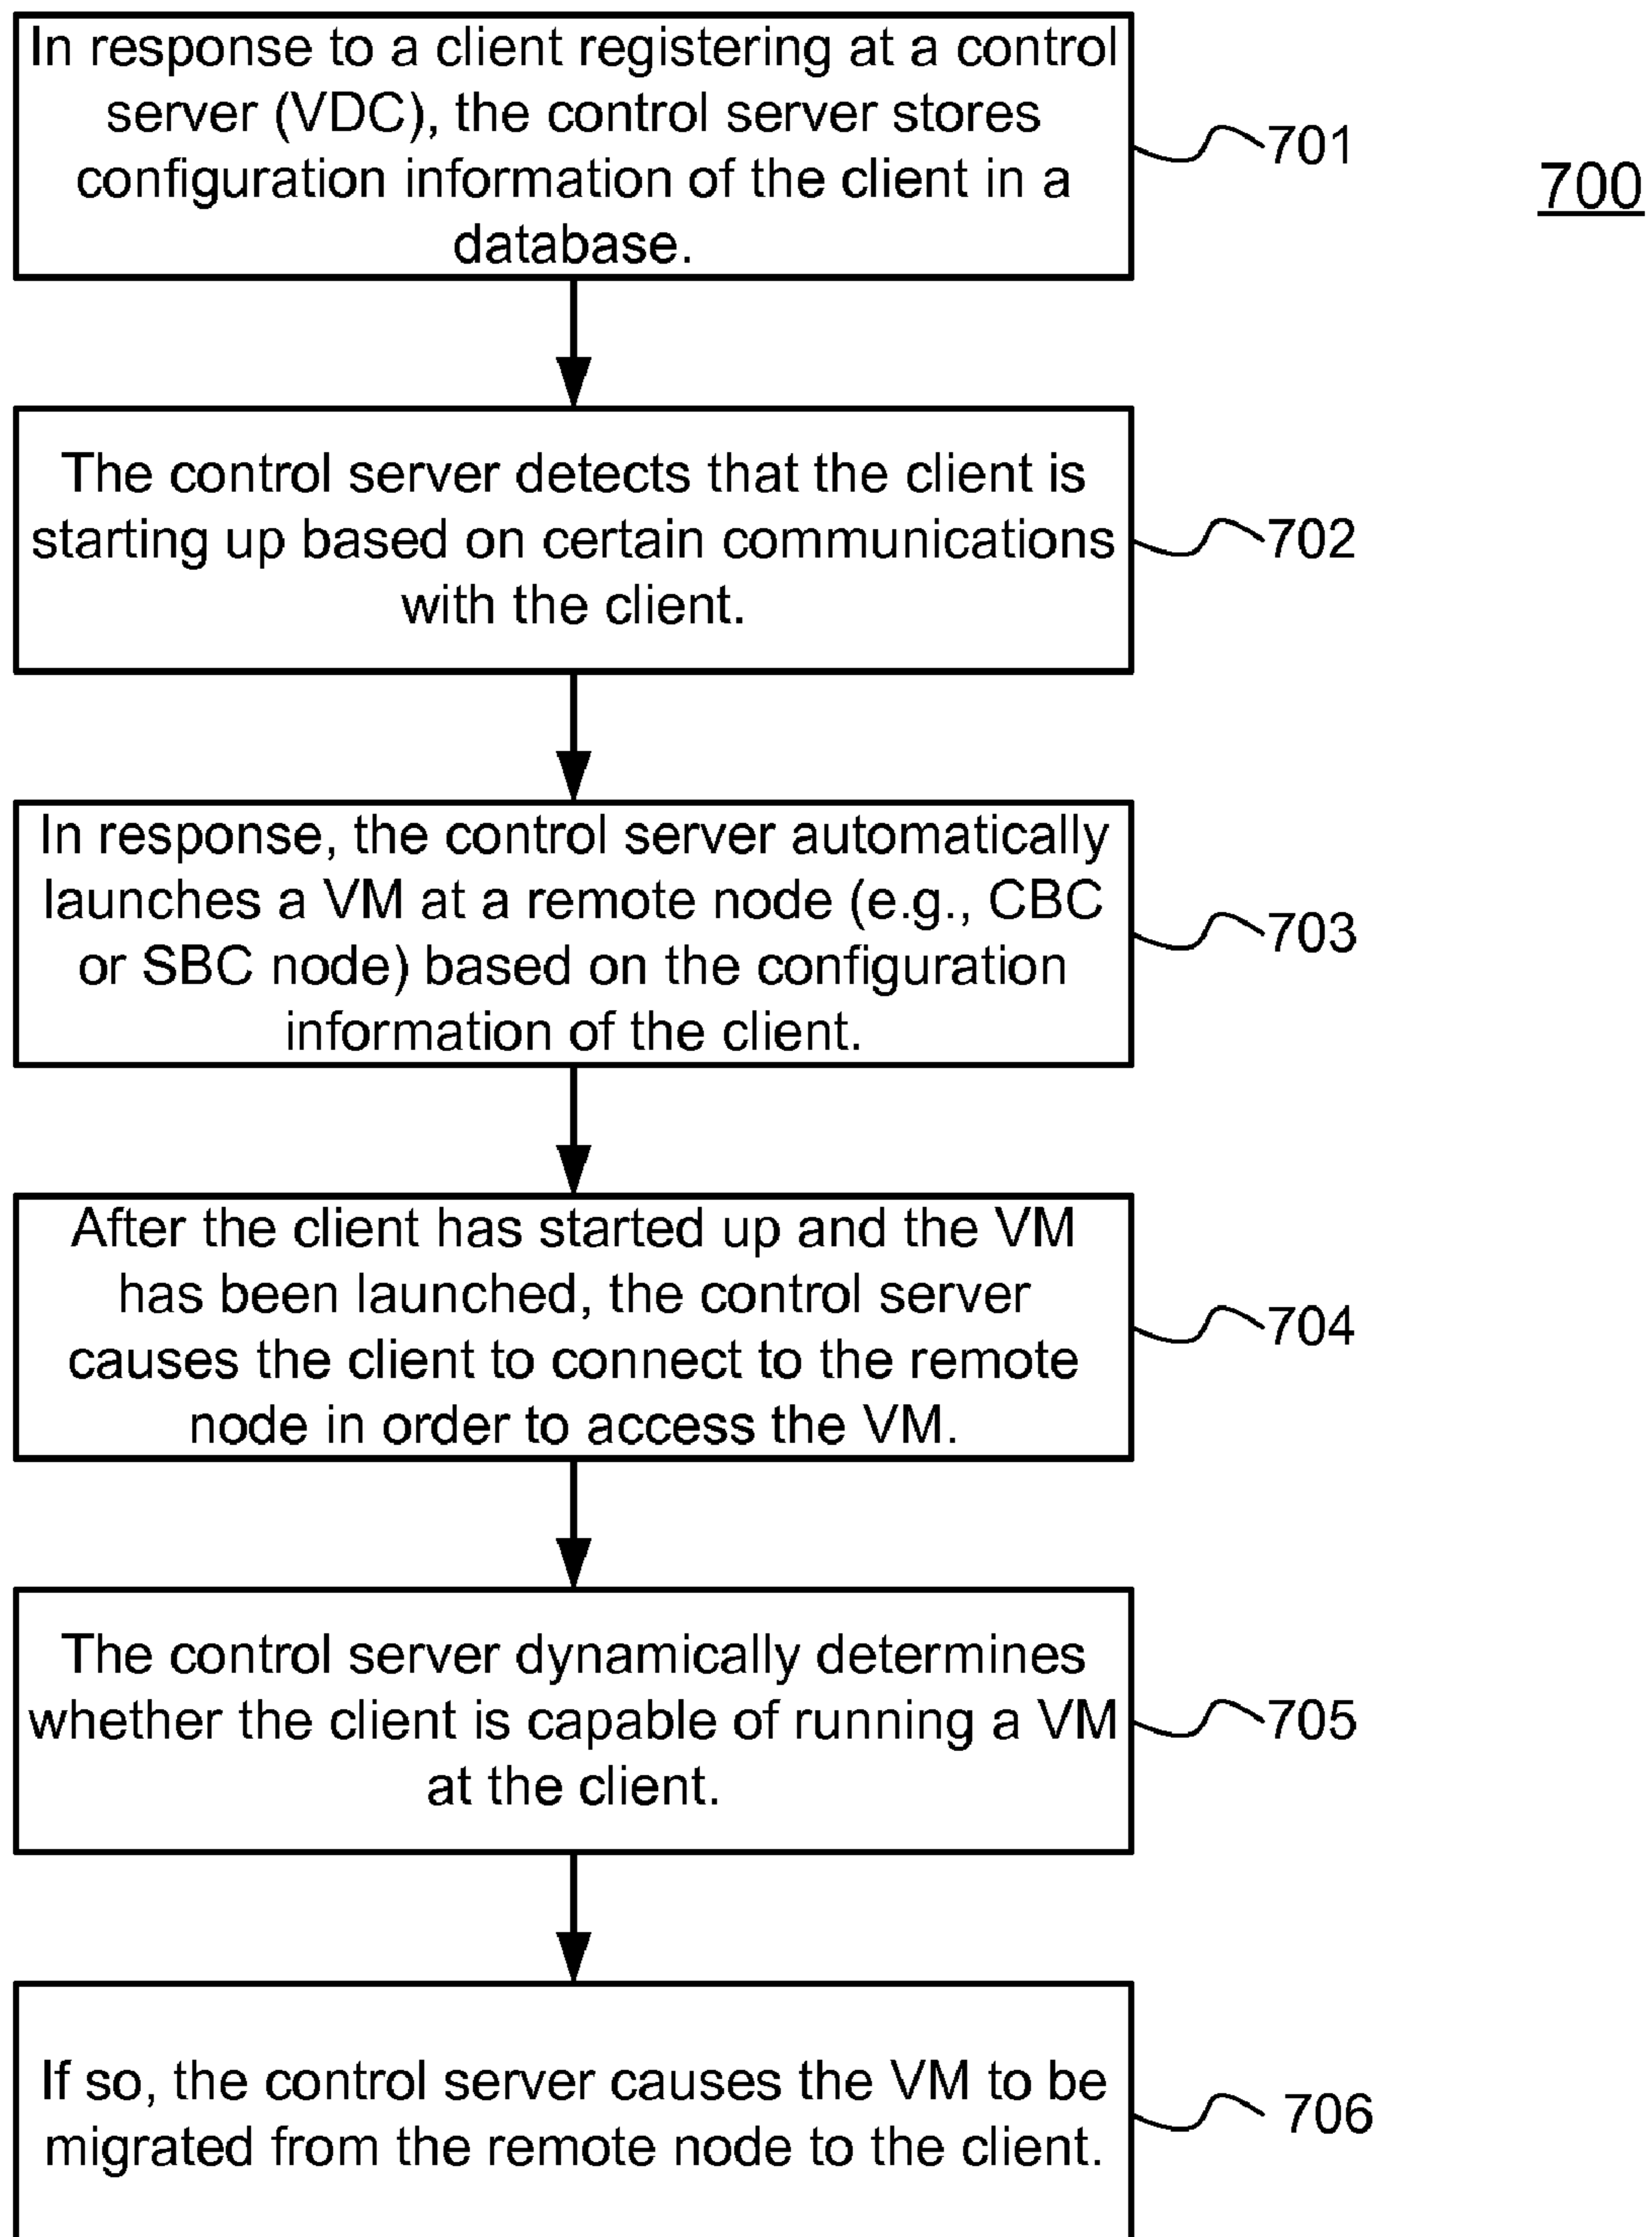 In response to a client registering at a control
server (VDC), the control server stores
configuration information of the client in a
database.
701
700
The control server detects that the client is
starting up based on certain communications
with the client.
702
In response, the control server automatically
launches a VM at a remote node (e.g., CBC
or SBC node) based on the configuration
information of the client.
703
After the client has started up and the VM
has been launched, the control server
causes the client to connect to the remote
node in order to access the VM.
704
The control server dynamically determines
whether the client is capable of running a VM
at the client.
705
If so, the control server causes the VM to be
migrated from the remote node to the client.
706